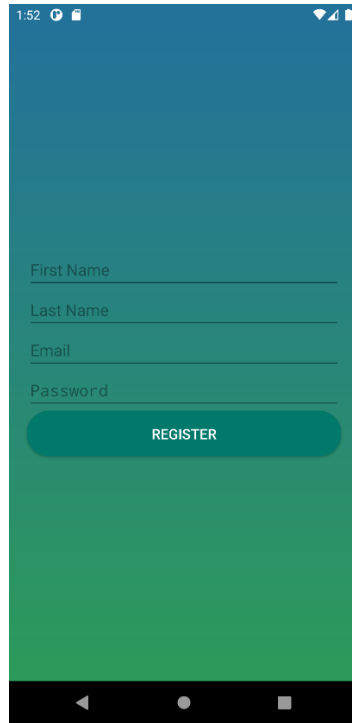 1:52
First Name
Last Name
Email
Password
REGISTER